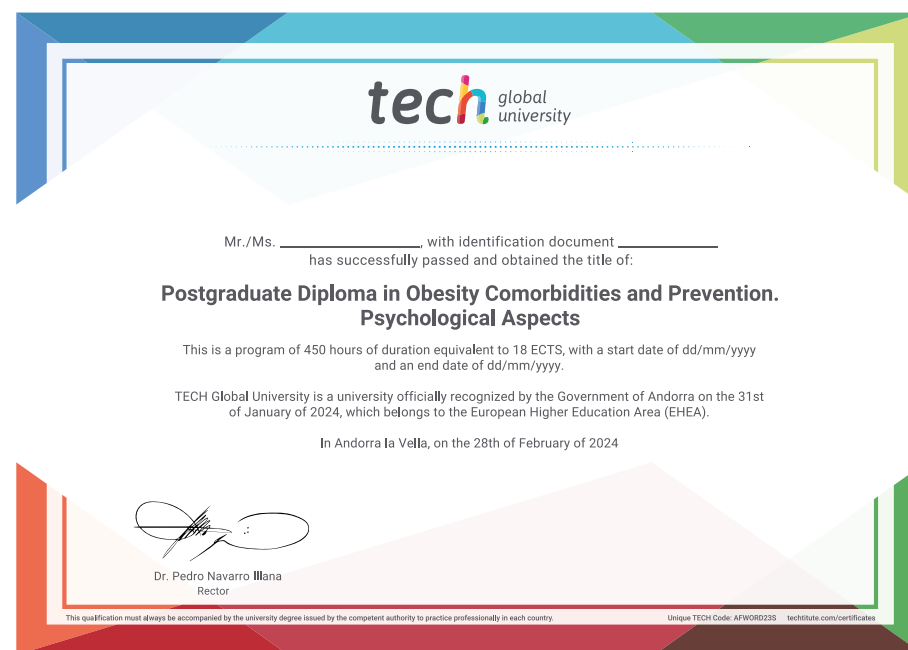 tech global
university
Mr./Ms. ____________________, with identification document ______________
has successfully passed and obtained the title of:
Postgraduate Diploma in Obesity Comorbidities and Prevention.
Psychological Aspects
This is a program of 450 hours of duration equivalent to 18 ECTS, with a start date of dd/mm/yyyy
and an end date of dd/mm/yyyy.
TECH Global University is a university officially recognized by the Government of Andorra on the 31st
of January of 2024, which belongs to the European Higher Education Area (EHEA).
In Andorra la Vella, on the 28th of February of 2024
Dr. Pedro Navarro Illana
Rector
This qualification must always be accompanied by the university degree issued by the competent authority to practice professionally in each country. Unique TECH Code: AFWORD23S techtitute.com/certificates